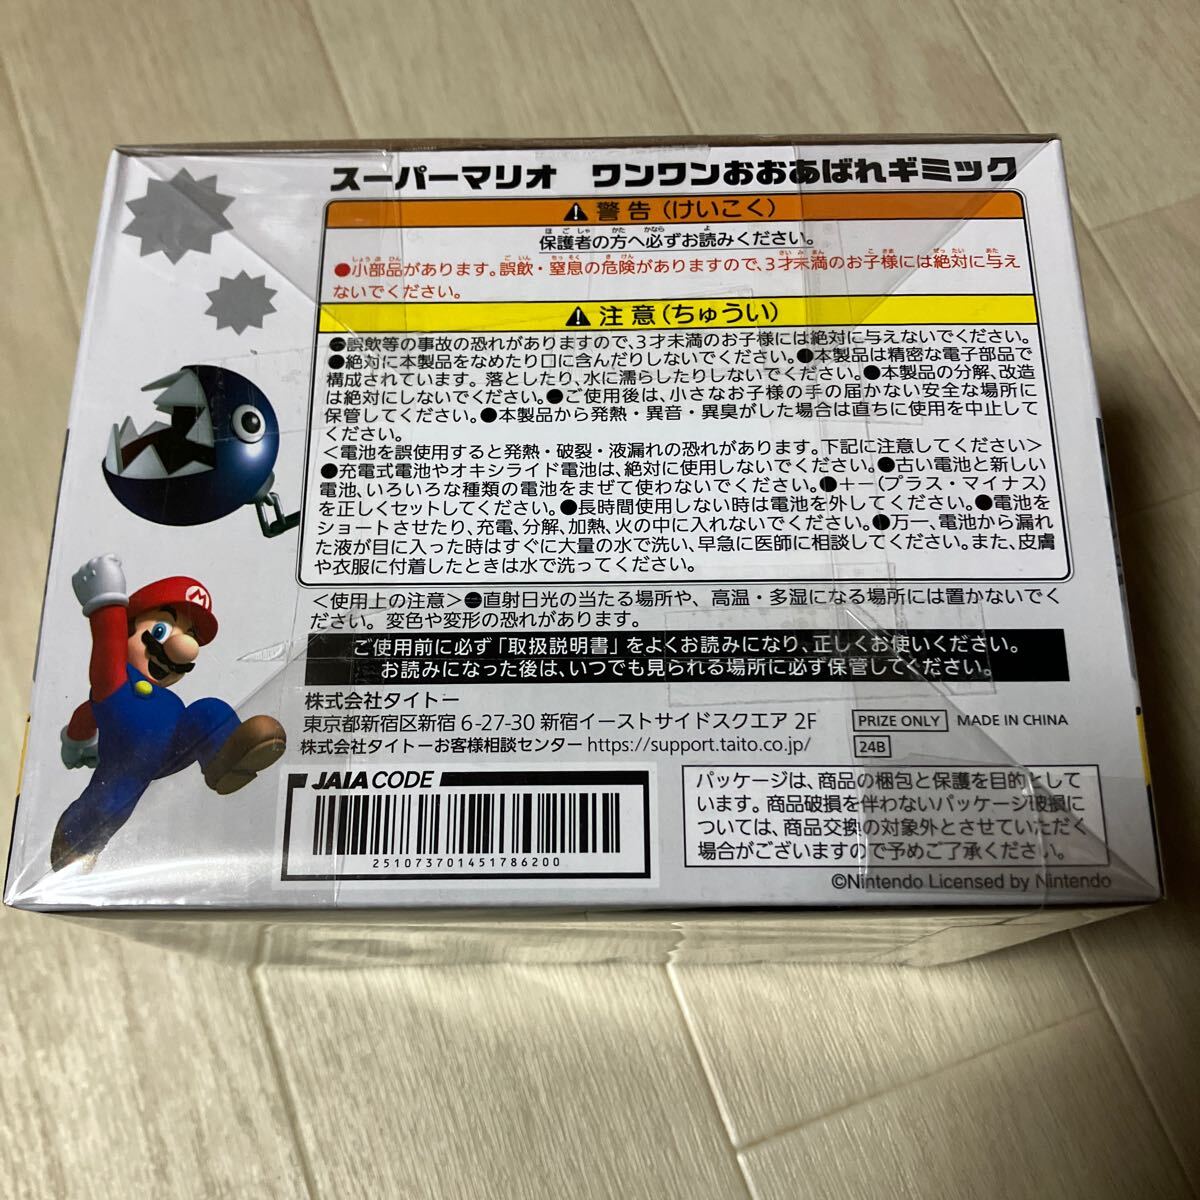 スーパーマリオ ワンワンおおあばれギミック
⚠ 警告（けいこく）
保護者の方へ必ずお読みください。
●小部品があります。誤飲・窒息の危険がありますので、3才未満のお子様には絶対に与え
ないでください。
⚠ 注意（ちゅうい）
●誤飲等の事故の恐れがありますので、3才未満のお子様には絶対に与えないでください。
●絶対に本製品をなめたり口に含んだりしないでください。●本製品は精密な電子部品で
構成されています。落としたり、水に濡らしたりしないでください。●本製品の分解、改造
は絶対にしないでください。●ご使用後は、小さなお子様の手の届かない安全な場所に
保管してください。●本製品から発熱・異音・異臭がした場合は直ちに使用を中止して
ください。
＜電池を誤使用すると発熱・破裂・液漏れの恐れがあります。下記に注意してください＞
●充電式電池やオキシライド電池は、絶対に使用しないでください。●古い電池と新しい
電池、いろいろな種類の電池をまぜて使わないでください。●＋－（プラス・マイナス）
を正しくセットしてください。●長時間使用しない時は電池を外してください。●電池を
ショートさせたり、充電、分解、加熱、火の中に入れないでください。●万一、電池から漏れ
た液が目に入った時はすぐに大量の水で洗い、早急に医師に相談してください。また、皮膚
や衣服に付着したときは水で洗ってください。
＜使用上の注意＞●直射日光の当たる場所や、高温・多湿になる場所には置かないでく
ださい。変色や変形の恐れがあります。
ご使用前に必ず「取扱説明書」をよくお読みになり、正しくお使いください。
お読みになった後は、いつでも見られる場所に必ず保管してください。
株式会社タイトー
東京都新宿区新宿 6-27-30 新宿イーストサイドスクエア 2F
株式会社タイトーお客様相談センター https://support.taito.co.jp/
PRIZE ONLY MADE IN CHINA
24B
JAIA CODE
251073701451786200
パッケージは、商品の梱包と保護を目的としてい
ます。商品破損を伴わないパッケージ破損に
ついては、商品交換の対象外とさせていただく
場合がございますので予めご了承ください。
©Nintendo Licensed by Nintendo